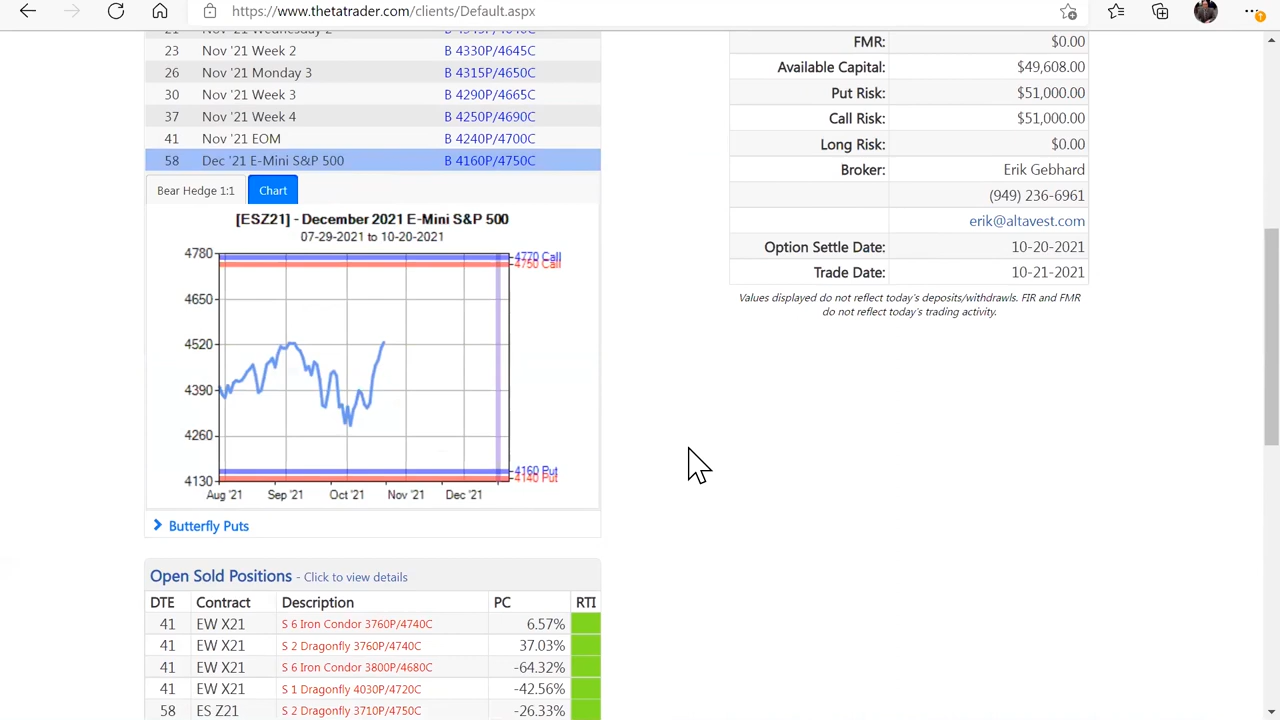 https://www.thetatrader.com/clients/Default.aspx
23 Nov '21 Week 2 B 4330P/4645C
26 Nov '21 Monday 3 B 4315P/4650C
30 Nov '21 Week 3 B 4290P/4665C
37 Nov '21 Week 4 B 4250P/4690C
41 Nov '21 EOM B 4240P/4700C
58 Dec '21 E-Mini S&P 500 B 4160P/4750C
Bear Hedge 1:1 Chart
[ESZ21] - December 2021 E-Mini S&P 500
07-29-2021 to 10-20-2021
4780
4770 Call
4750 Call
4650
4520
4390
4260
4160 Put
4140 Put
4130
Aug '21 Sep '21 Oct '21 Nov '21 Dec '21
Butterfly Puts
Open Sold Positions - Click to view details
DTE Contract Description PC RTI
41 EW X21 S 6 Iron Condor 3760P/4740C 6.57%
41 EW X21 S 2 Dragonfly 3760P/4740C 37.03%
41 EW X21 S 6 Iron Condor 3800P/4680C -64.32%
41 EW X21 S 1 Dragonfly 4030P/4720C -42.56%
58 ES Z21 S 2 Dragonfly 3710P/4750C -26.33%
FMR: $0.00
Available Capital: $49,608.00
Put Risk: $51,000.00
Call Risk: $51,000.00
Long Risk: $0.00
Broker: Erik Gebhard
(949) 236-6961
erik@altavest.com
Option Settle Date: 10-20-2021
Trade Date: 10-21-2021
Values displayed do not reflect today's deposits/withdrawls. FIR and FMR
do not reflect today's trading activity.